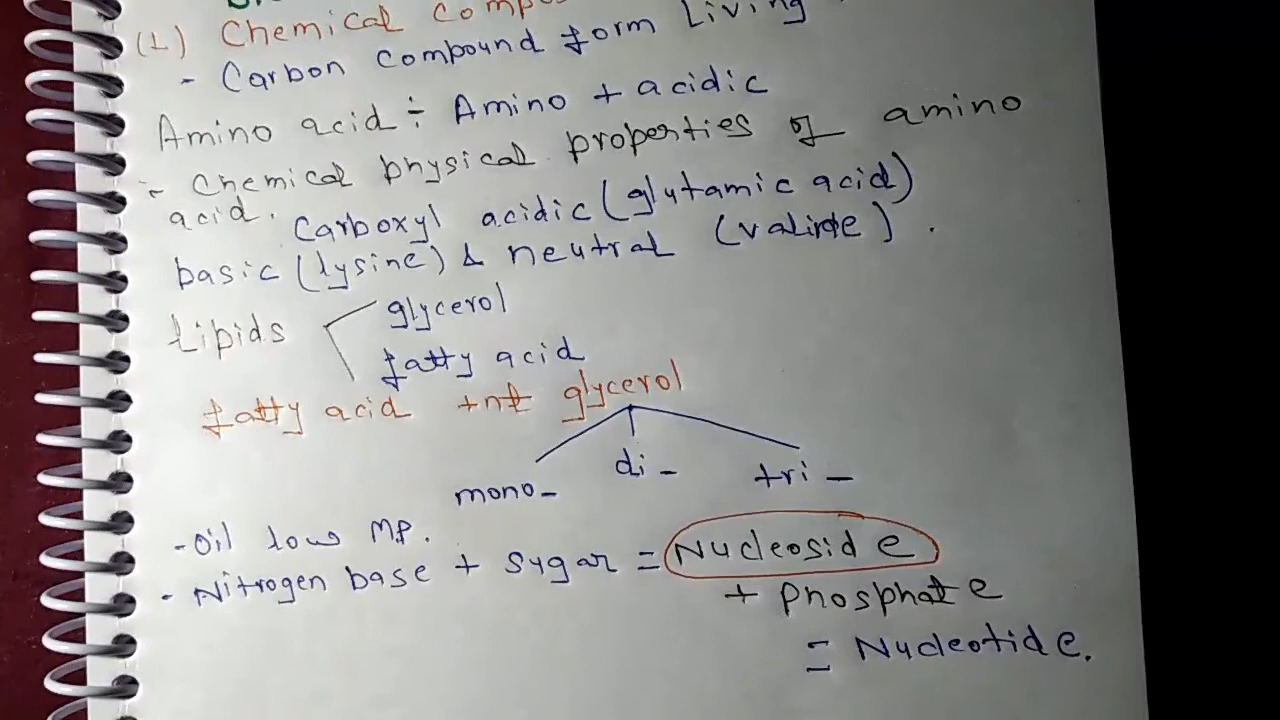 (1) Chemical Comp
- Carbon compound form Living
Amino acid ÷ Amino + acidic
- Chemical physical properties of amino
acid. Carboxyl acidic (glutamic acid)
basic (lysine) & neutral (valine).
Lipids
glycerol
fatty acid
fatty acid glycerol
mono- di- tri-
- Oil low M.P.
- Nitrogen base + Sugar = Nucleoside
+ Phosphate
= Nucleotide.